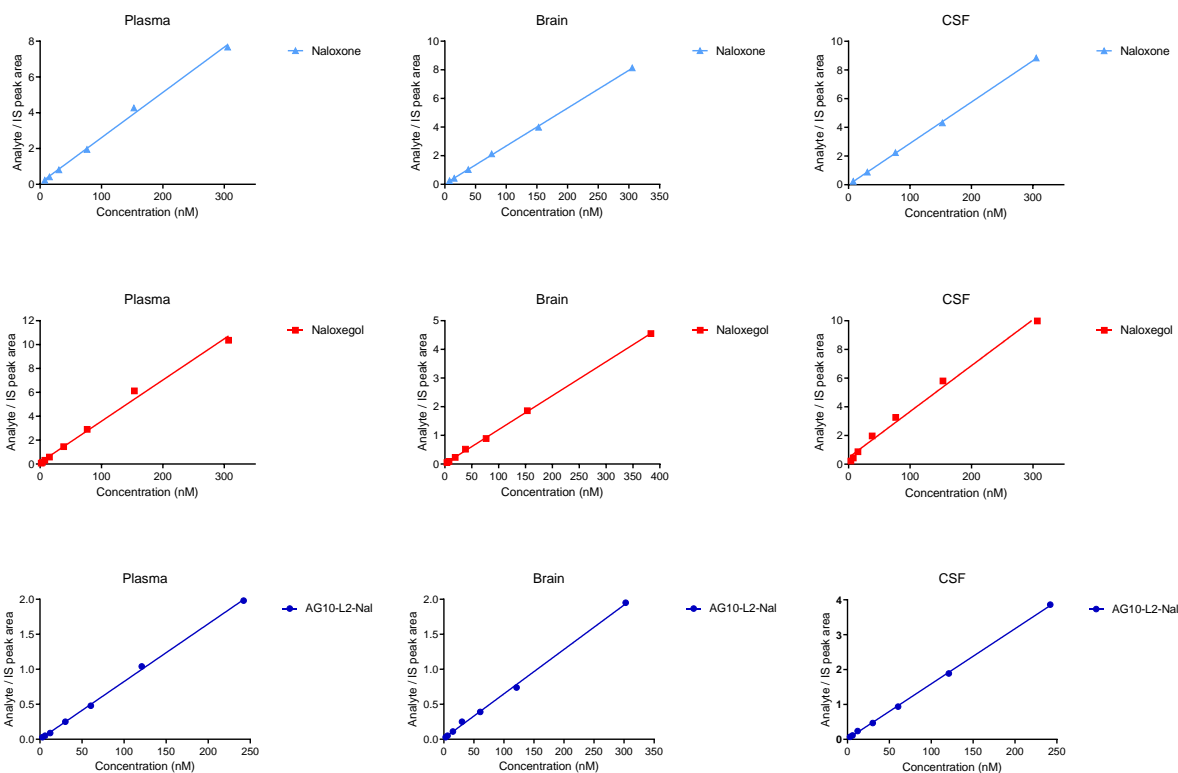 Plasma
Analyte / IS peak area
8
6
4
2
0
0 100 200 300
Concentration (nM)
Naloxone
Brain
Analyte / IS peak area
10
8
6
4
2
0
0 50 100 150 200 250 300 350
Concentration (nM)
Naloxone
CSF
Analyte / IS peak area
10
8
6
4
2
0
0 100 200 300
Concentration (nM)
Naloxone
Plasma
Analyte / IS peak area
12
10
8
6
4
2
0
0 100 200 300
Concentration (nM)
Naloxegol
Brain
Analyte / IS peak area
5
4
3
2
1
0
0 50 100 150 200 250 300 350 400
Concentration (nM)
Naloxegol
CSF
Analyte / IS peak area
10
8
6
4
2
0
0 100 200 300
Concentration (nM)
Naloxegol
Plasma
Analyte / IS peak area
2.0
1.5
1.0
0.5
0.0
0 50 100 150 200 250
Concentration (nM)
AG10-L2-Nal
Brain
Analyte / IS peak area
2.0
1.5
1.0
0.5
0.0
0 50 100 150 200 250 300 350
Concentration (nM)
AG10-L2-Nal
CSF
Analyte / IS peak area
4
3
2
1
0
0 50 100 150 200 250
Concentration (nM)
AG10-L2-Nal